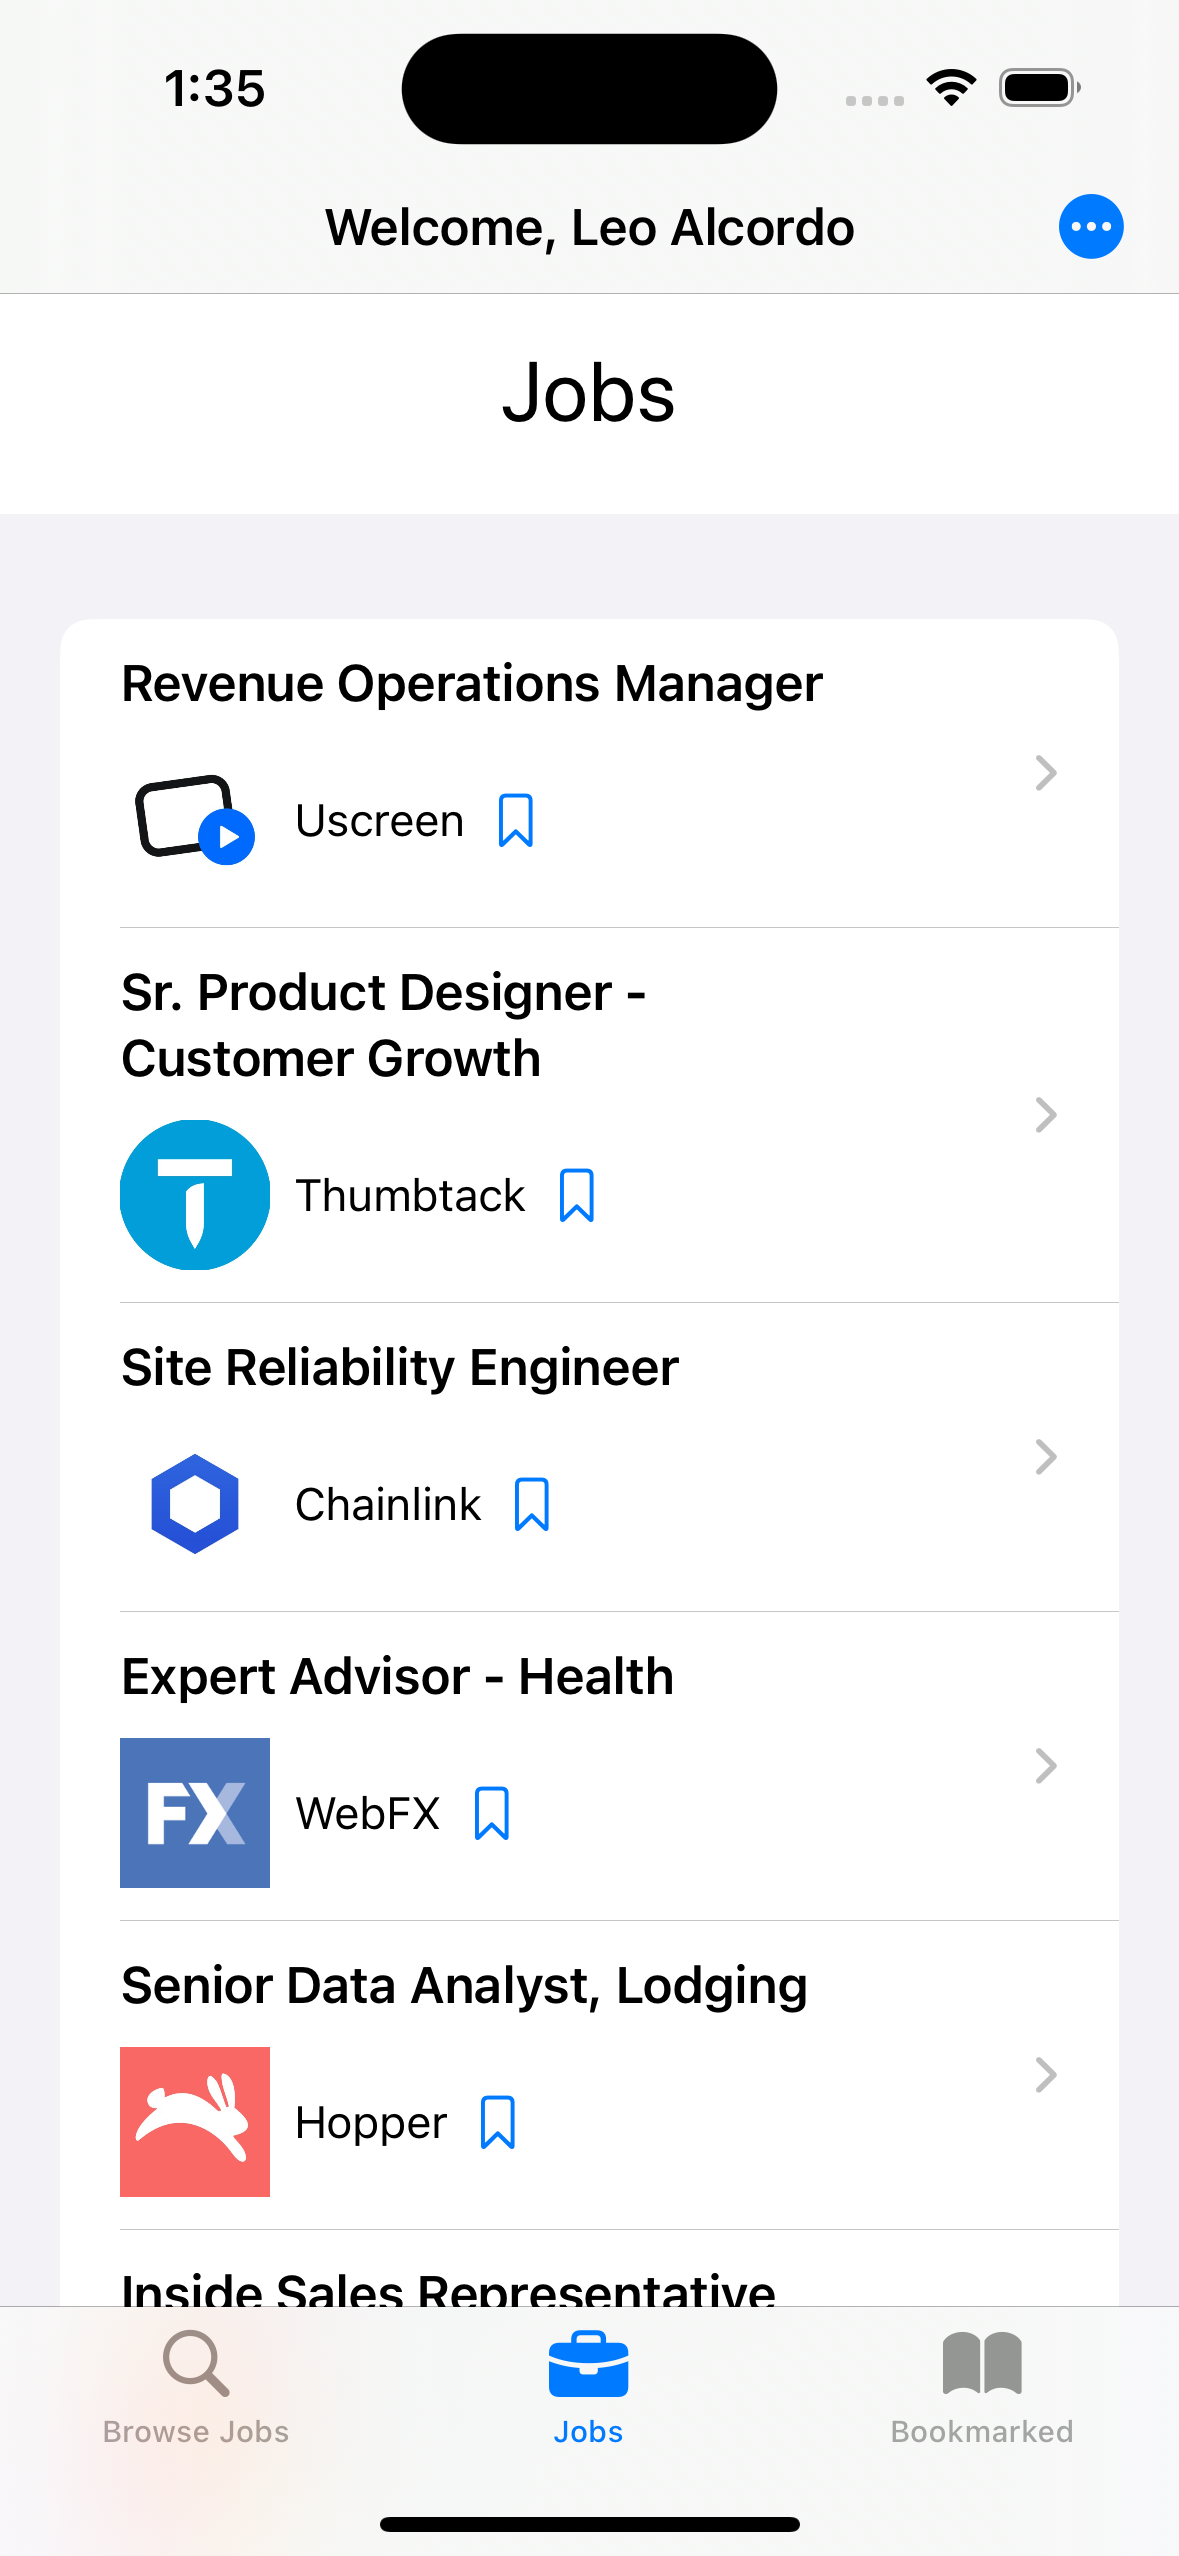 1:35
Welcome, Leo Alcordo
Jobs
Revenue Operations Manager
Uscreen
Sr. Product Designer -
Customer Growth
Thumbtack
Site Reliability Engineer
Chainlink
Expert Advisor - Health
FX
WebFX
Senior Data Analyst, Lodging
Hopper
Inside Sales Representative
Browse Jobs
Jobs
Bookmarked